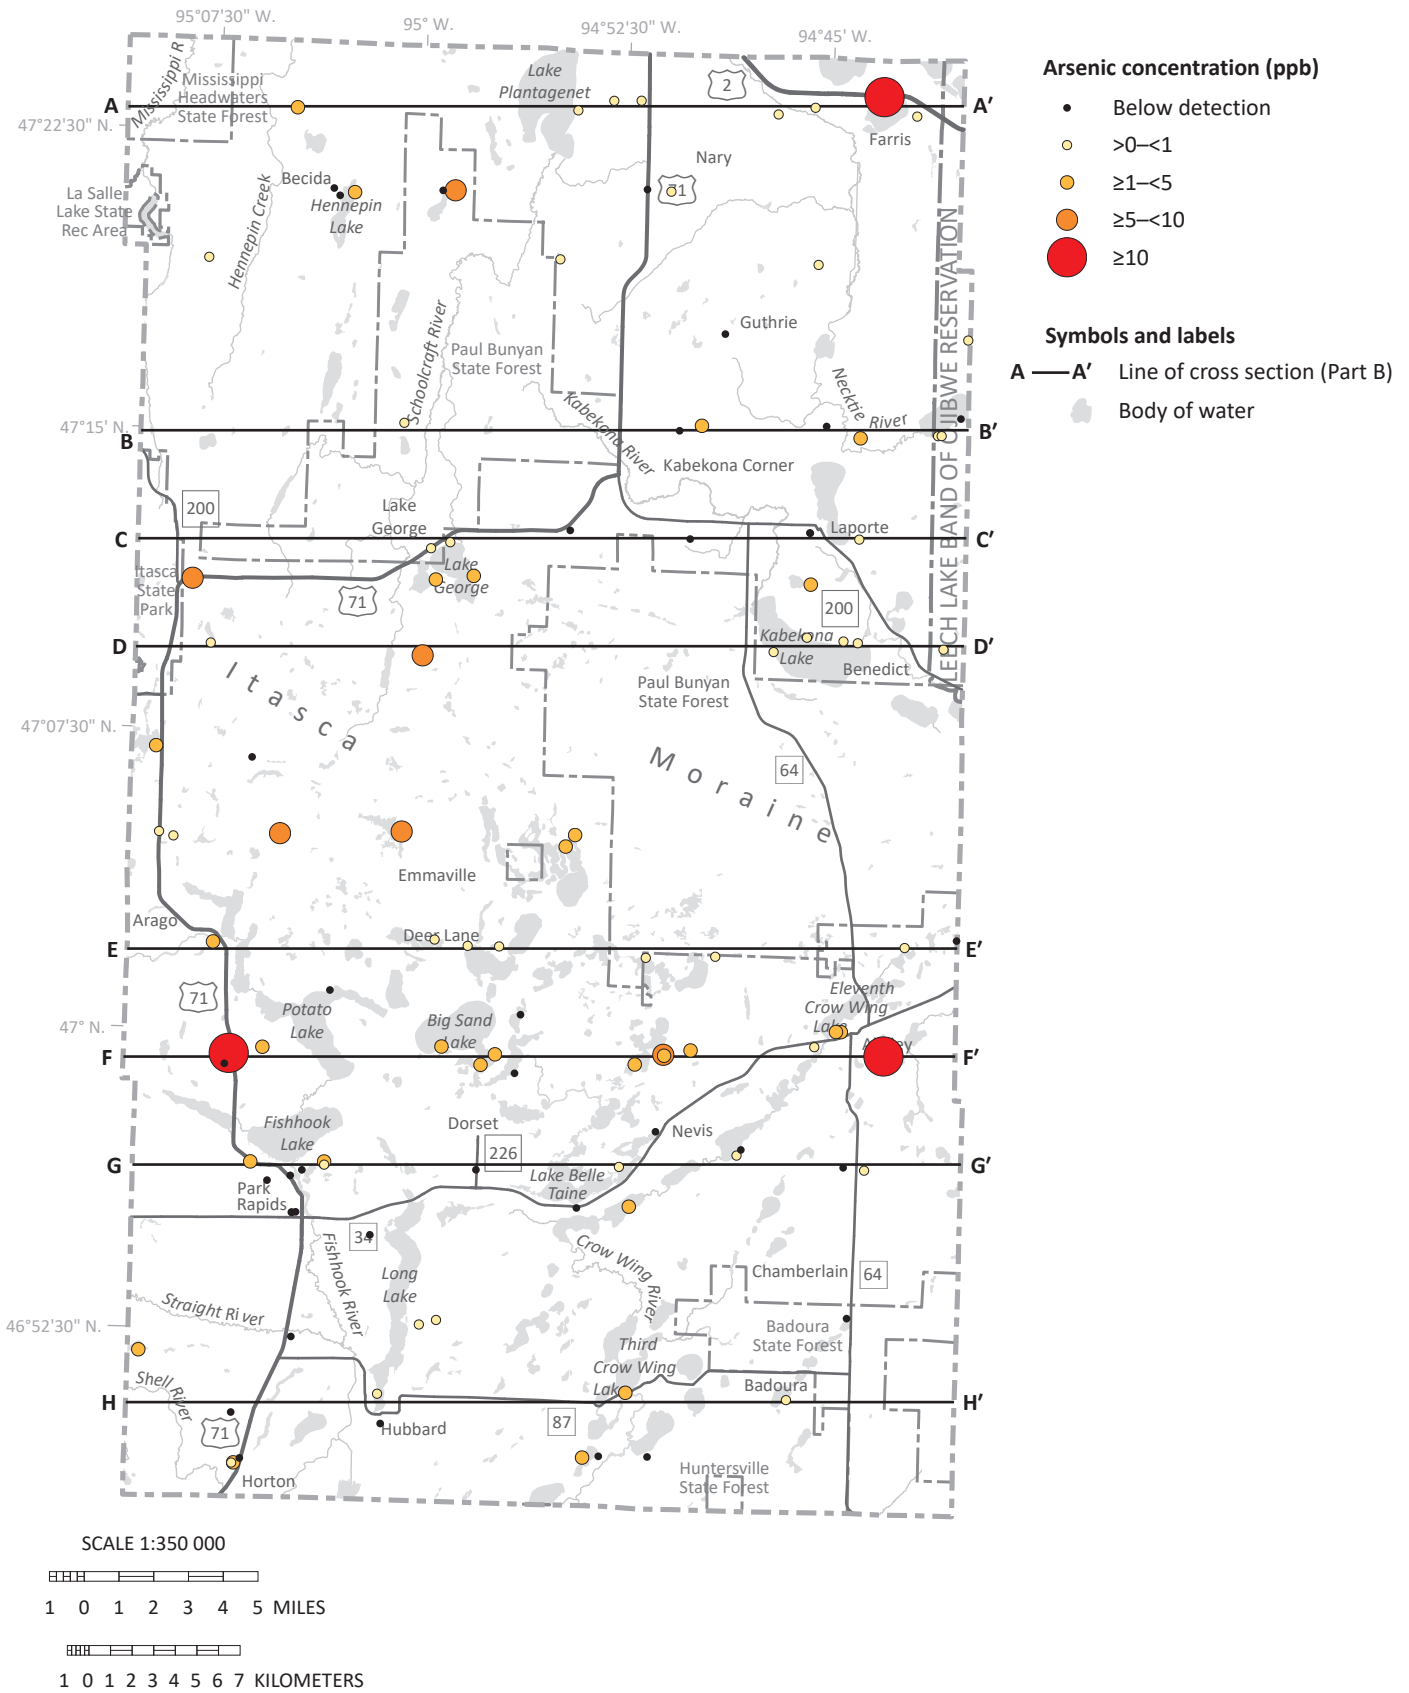 95°07'30" W.
95° W.
94°52'30" W.
94°45' W.
Arsenic concentration (ppb)
Below detection
>0–<1
≥1–<5
≥5–<10
≥10
Symbols and labels
A — A′ Line of cross section (Part B)
Body of water
Mississippi R
Mississippi
Headwaters
State Forest
Lake
Plantagenet
2
A
A′
47°22'30" N.
Farris
Nary
71
Becida
Hennepin
Lake
La Salle
Lake State
Rec Area
Hennepin Creek
Schoolcraft River
Guthrie
Paul Bunyan
State Forest
Necktie River
LEECH LAKE BAND OF OJIBWE RESERVATION
Kabekona River
47°15' N.
B
B′
Kabekona Corner
200
Lake
George
Laporte
C
C′
Lake
George
Itasca
State
Park
71
200
Kabekona
Lake
D
D′
Benedict
Itasca
Paul Bunyan
State Forest
47°07'30" N.
Moraine
64
Emmaville
Arago
Deer Lane
E
E′
71
Potato
Lake
Big Sand
Lake
Eleventh
Crow Wing
Lake
47° N.
F
F′
Fishhook
Lake
Dorset
Nevis
226
G
G′
Lake Belle
Taine
Park
Rapids
34
Fishhook River
Long
Lake
Crow Wing River
Chamberlain
64
Straight River
46°52'30" N.
Badoura
State Forest
Third
Crow Wing
Lake
Shell River
Badoura
H
H′
71
Hubbard
87
Horton
Huntersville
State Forest
SCALE 1:350 000
1 0 1 2 3 4 5 MILES
1 0 1 2 3 4 5 6 7 KILOMETERS